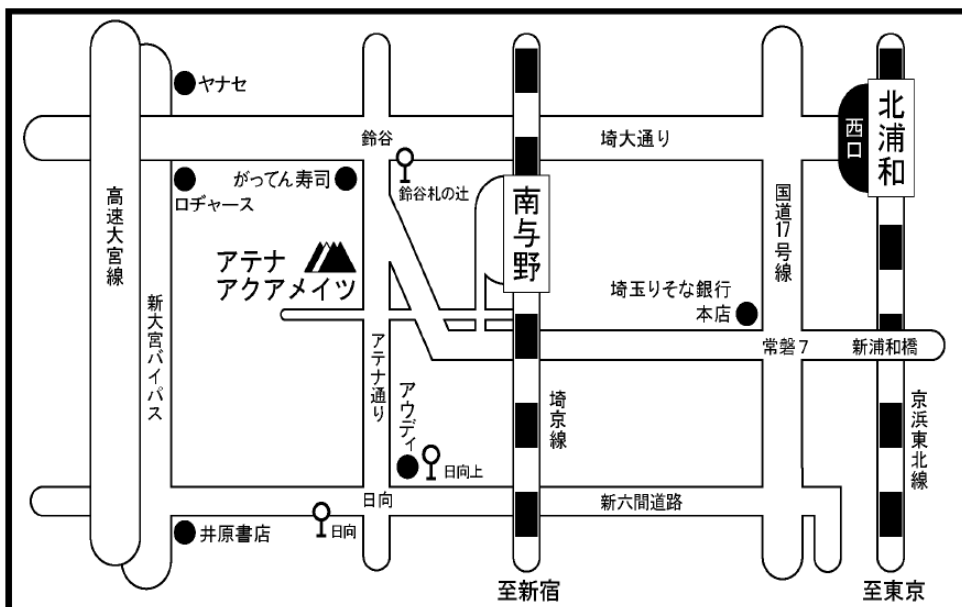 ヤナセ
鈴谷
埼大通り
西口
北浦和
ロヂャース
がってん寿司
鈴谷札の辻
南与野
国道17号線
高速大宮線
アテナ
アクアメイツ
埼玉りそな銀行
本店
新大宮バイパス
アテナ通り
常磐7
新浦和橋
アウディ
埼京線
京浜東北線
日向上
日向
新六間道路
井原書店
日向
至新宿
至東京